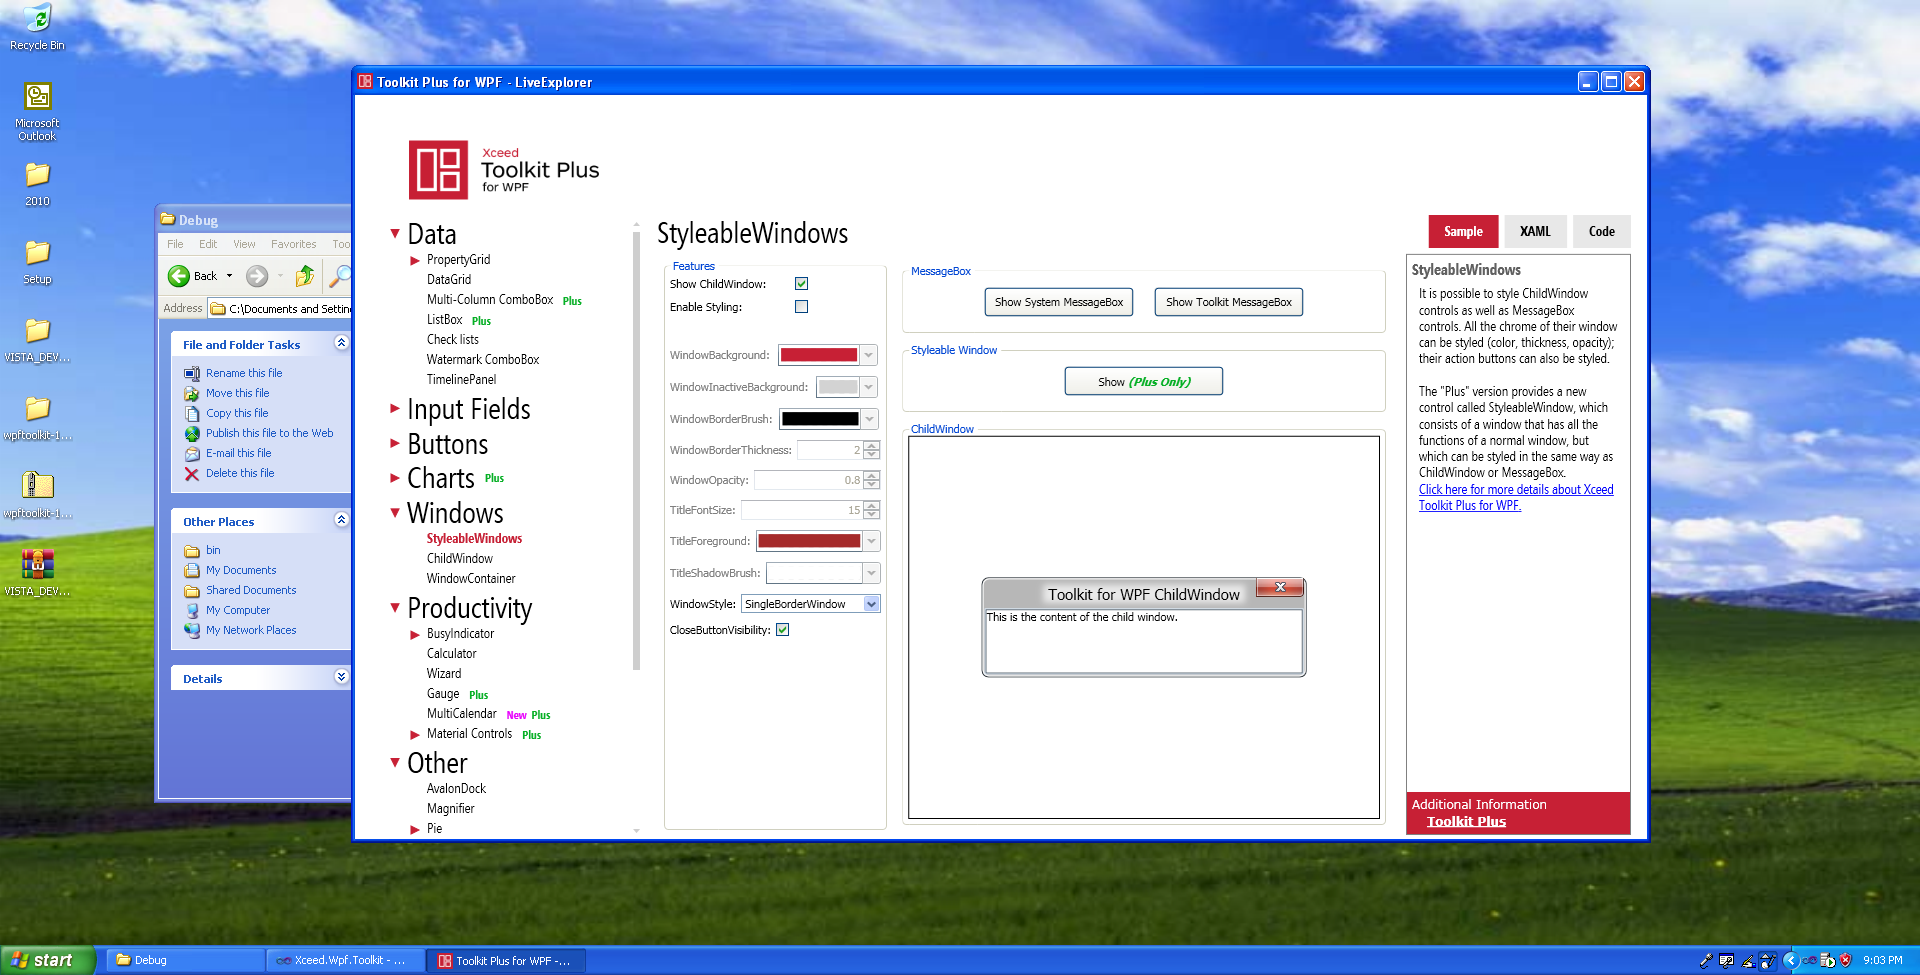 Recycle Bin
Microsoft
Outlook
2010
Setup
VISTA_DEV...
wpftoolkit-1...
wpftoolkit-1...
VISTA_DEV...
Debug
File Edit View Favorites Too
Back
Address C:\Documents and Settin
File and Folder Tasks
Rename this file
Move this file
Copy this file
Publish this file to the Web
E-mail this file
Delete this file
Other Places
bin
My Documents
Shared Documents
My Computer
My Network Places
Details
Toolkit Plus for WPF - LiveExplorer
Xceed
Toolkit Plus
for WPF
Data
PropertyGrid
DataGrid
Multi-Column ComboBox Plus
ListBox Plus
Check lists
Watermark ComboBox
TimelinePanel
Input Fields
Buttons
Charts Plus
Windows
StyleableWindows
ChildWindow
WindowContainer
Productivity
BusyIndicator
Calculator
Wizard
Gauge Plus
MultiCalendar New Plus
Material Controls Plus
Other
AvalonDock
Magnifier
Pie
StyleableWindows
Features
Show ChildWindow:
Enable Styling:
WindowBackground:
WindowInactiveBackground:
WindowBorderBrush:
WindowBorderThickness: 2
WindowOpacity: 0.8
TitleFontSize: 15
TitleForeground:
TitleShadowBrush:
WindowStyle: SingleBorderWindow
CloseButtonVisibility:
MessageBox
Show System MessageBox Show Toolkit MessageBox
Styleable Window
Show (Plus Only)
ChildWindow
Toolkit for WPF ChildWindow
This is the content of the child window.
Sample XAML Code
StyleableWindows
It is possible to style ChildWindow
controls as well as MessageBox
controls. All the chrome of their window
can be styled (color, thickness, opacity);
their action buttons can also be styled.
The "Plus" version provides a new
control called StyleableWindow, which
consists of a window that has all the
functions of a normal window, but
which can be styled in the same way as
ChildWindow or MessageBox.
Click here for more details about Xceed
Toolkit Plus for WPF.
Additional Information
Toolkit Plus
start Debug Xceed.Wpf.Toolkit - ... Toolkit Plus for WPF -... 9:03 PM